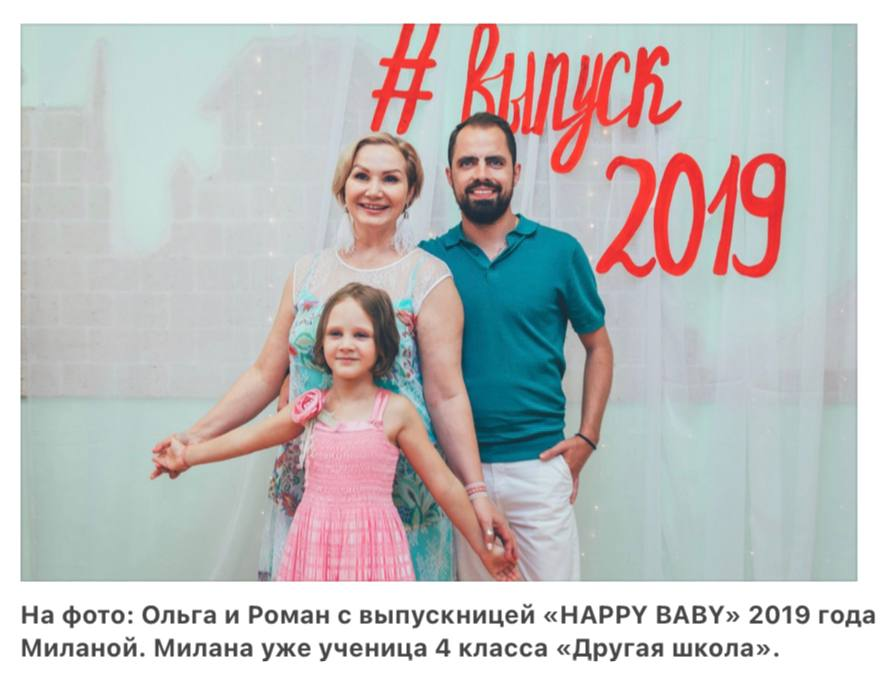 # выпуск
2019
На фото: Ольга и Роман с выпускницей «HAPPY BABY» 2019 года
Миланой. Милана уже ученица 4 класса «Другая школа».